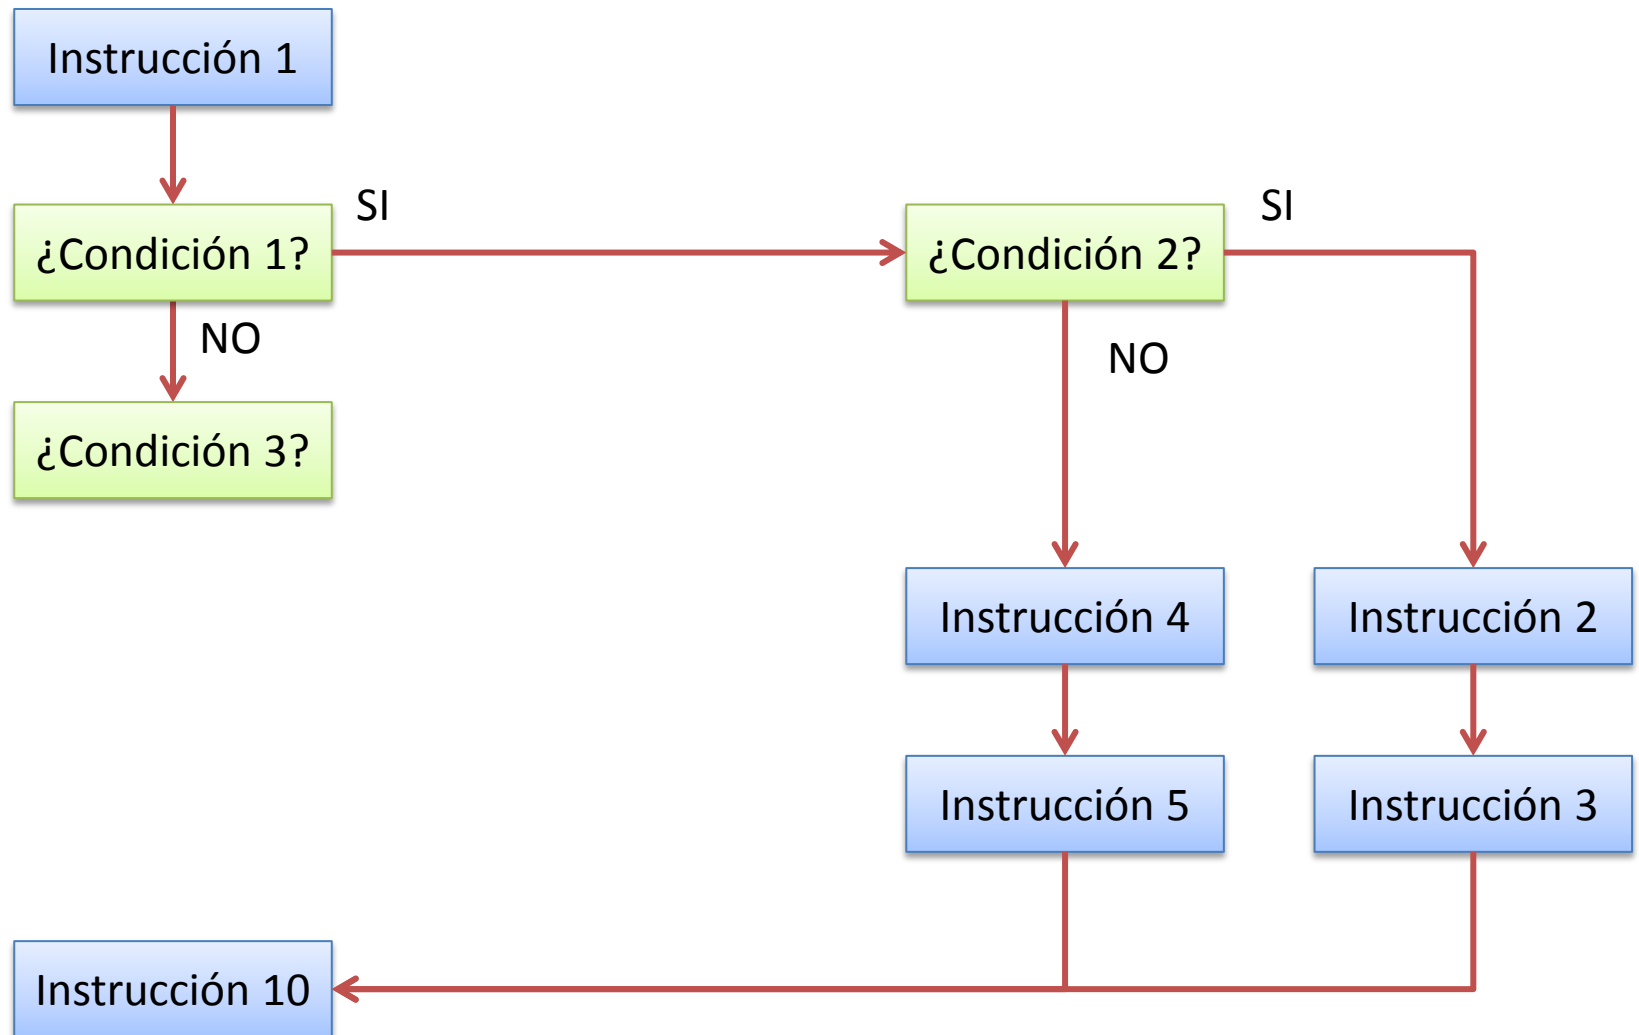 Instrucción 1
SI
SI
¿Condición 1?
¿Condición 2?
NO
NO
¿Condición 3?
Instrucción 4
Instrucción 2
Instrucción 5
Instrucción 3
Instrucción 10